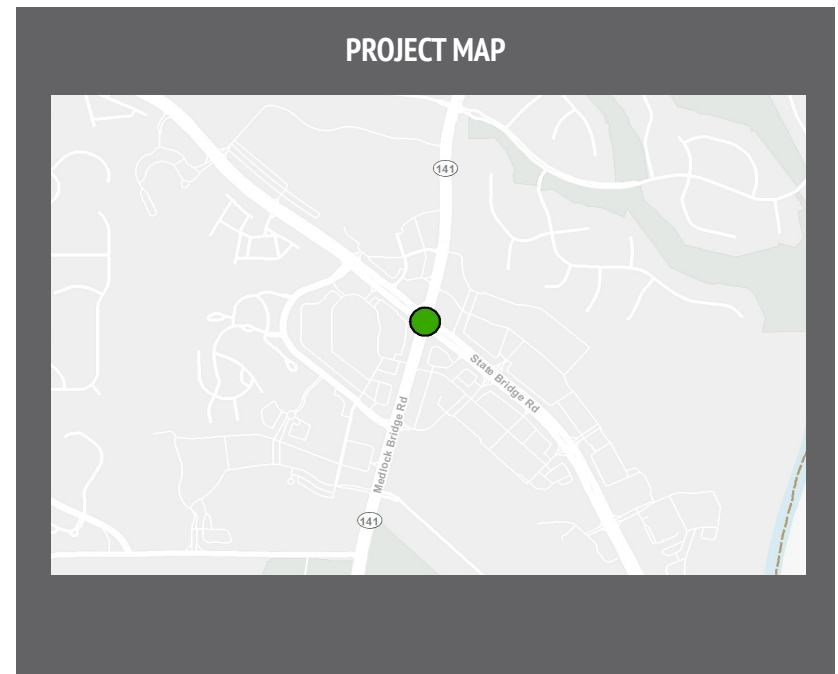 PROJECT MAP
141
State Bridge Rd
Medlock Bridge Rd
141